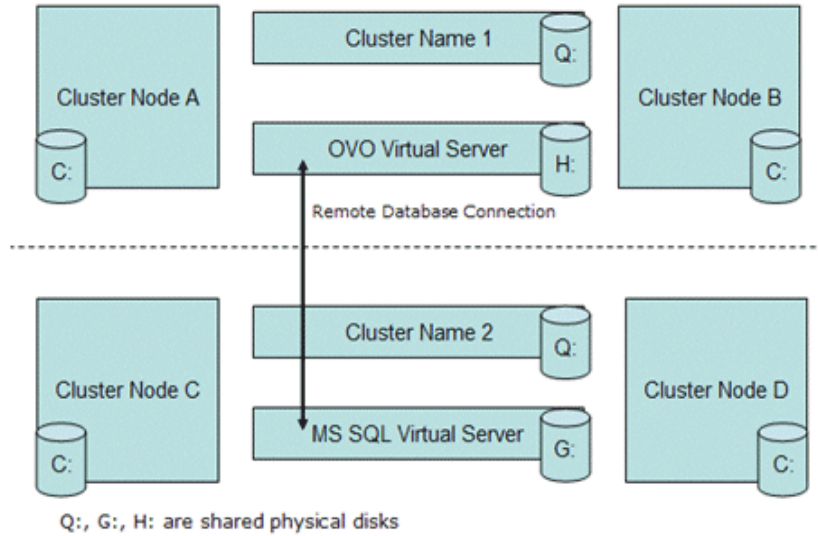 Cluster Name 1
Q:
Cluster Node A
Cluster Node B
OVO Virtual Server
H:
C:
C:
Remote Database Connection
Cluster Name 2
Q:
Cluster Node C
Cluster Node D
MS SQL Virtual Server
G:
C:
C:
Q:, G:, H: are shared physical disks